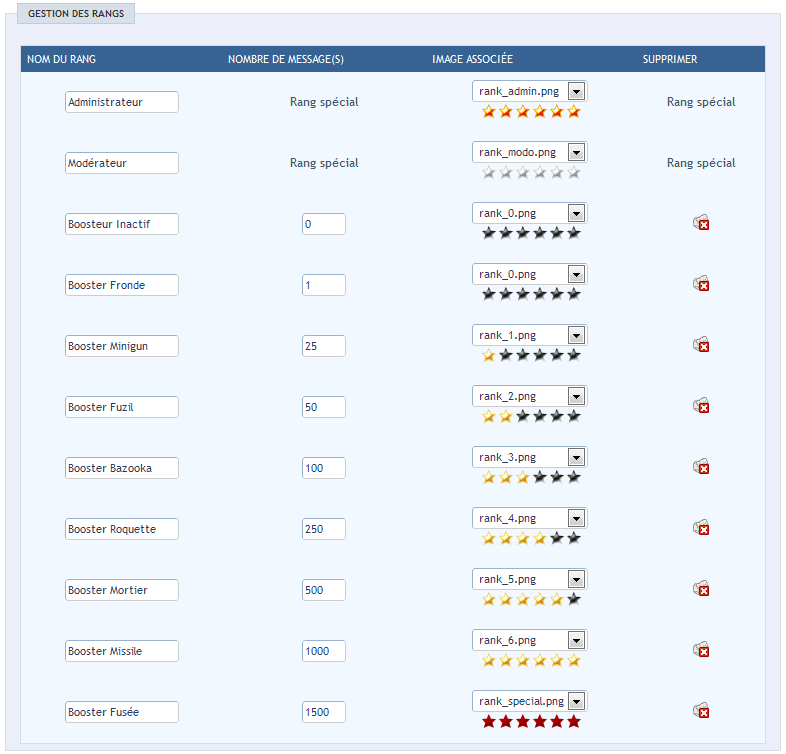 GESTION DES RANGS
NOM DU RANG NOMBRE DE MESSAGE(S) IMAGE ASSOCIÉE SUPPRIMER
Administrateur Rang spécial rank_admin.png Rang spécial
Modérateur Rang spécial rank_modo.png Rang spécial
Boosteur Inactif 0 rank_0.png
Booster Fronde 1 rank_0.png
Booster Minigun 25 rank_1.png
Booster Fuzil 50 rank_2.png
Booster Bazooka 100 rank_3.png
Booster Roquette 250 rank_4.png
Booster Mortier 500 rank_5.png
Booster Missile 1000 rank_6.png
Booster Fusée 1500 rank_special.png